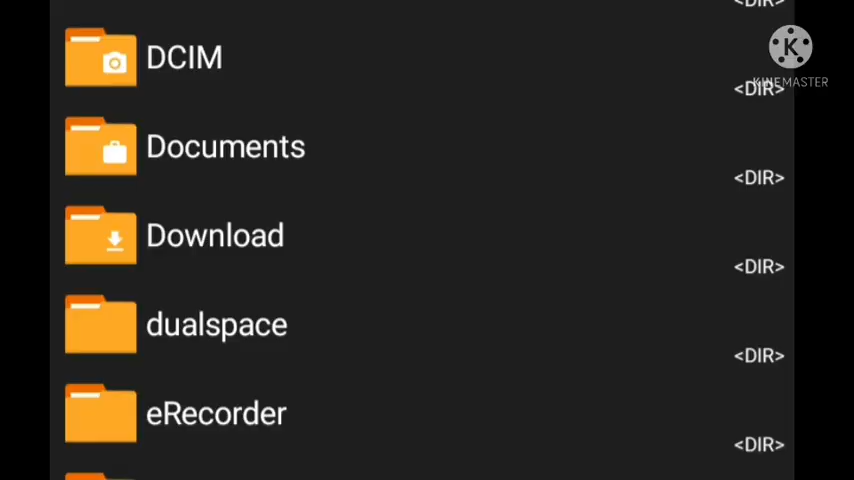 <DIR>
DCIM
K
KINEMASTER
<DIR>
Documents
<DIR>
Download
<DIR>
dualspace
<DIR>
eRecorder
<DIR>